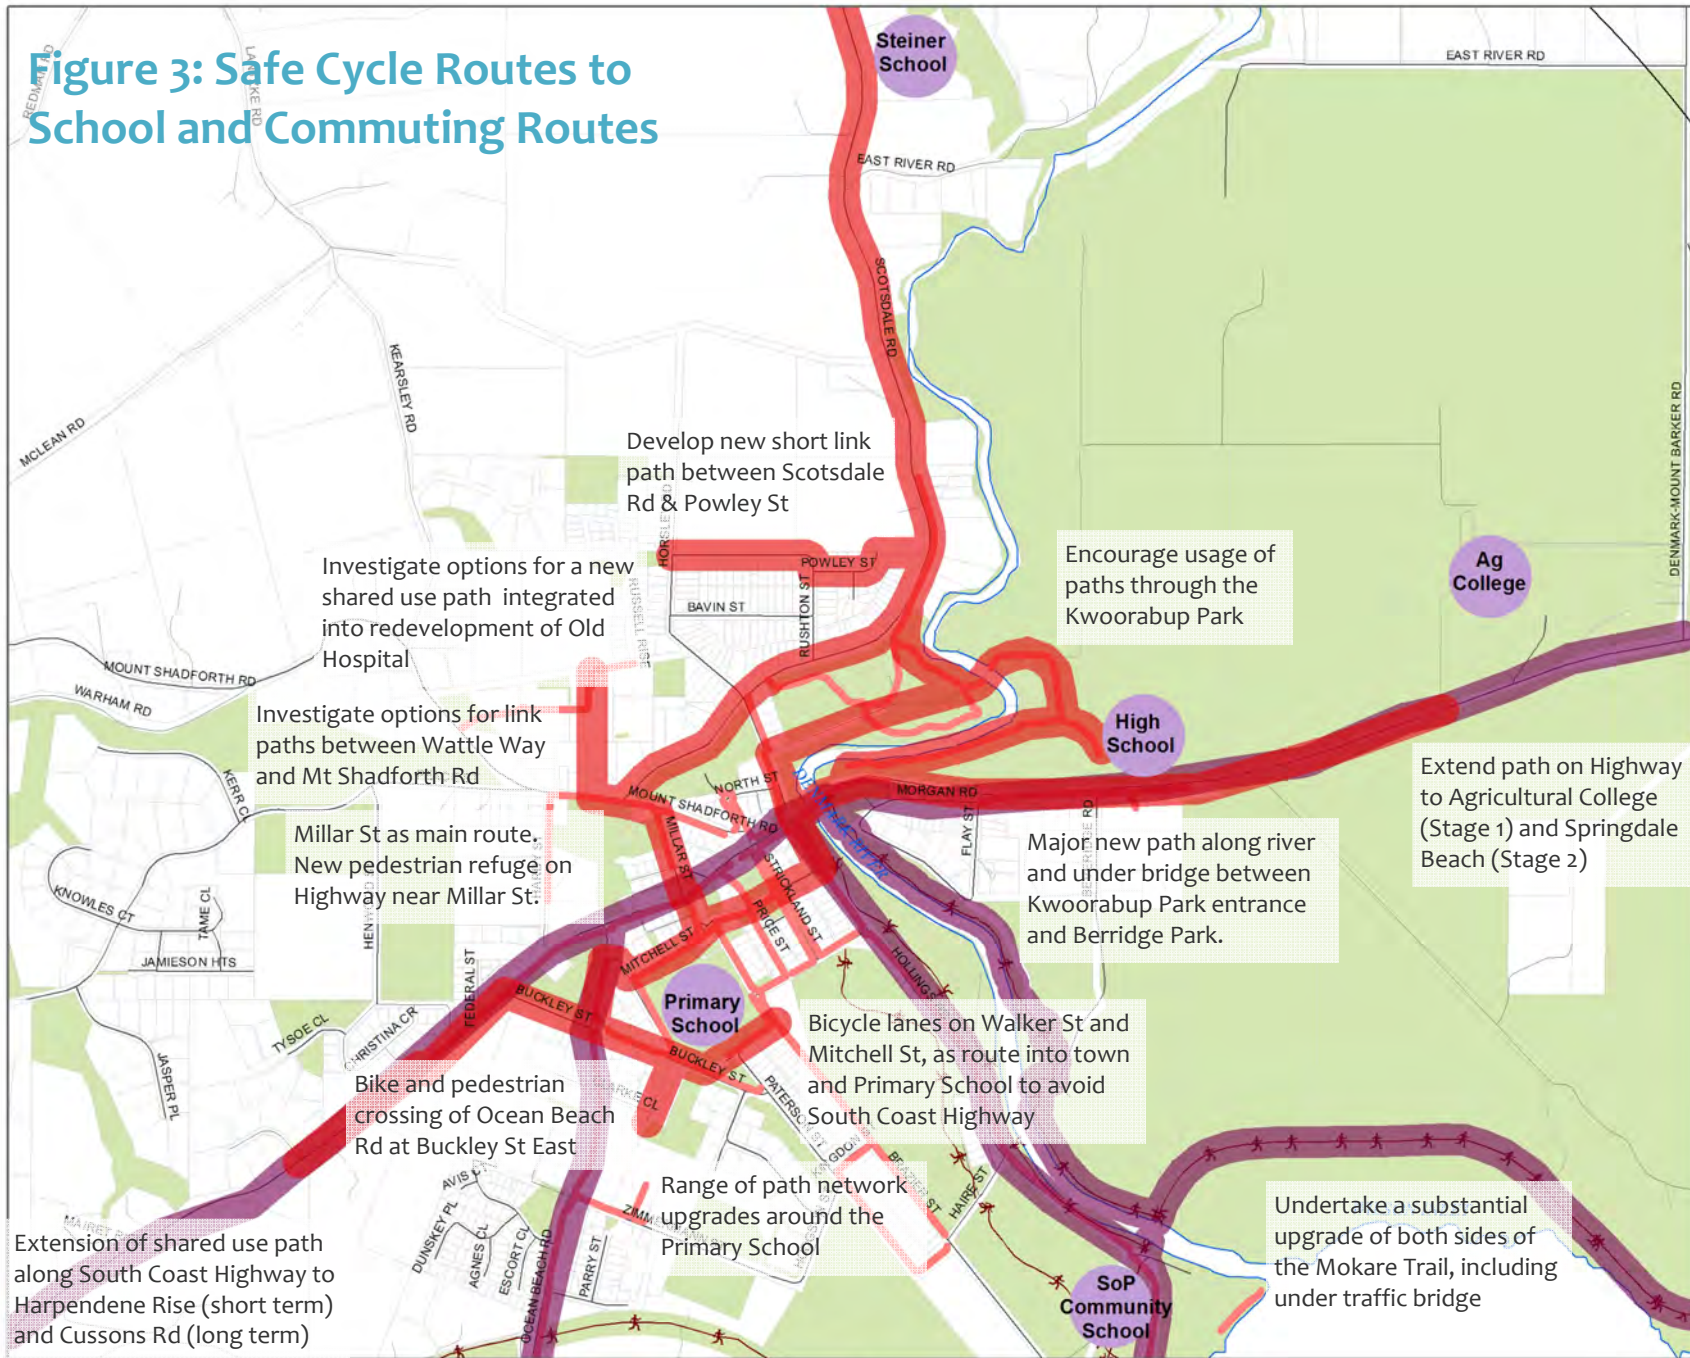 Figure 3: Safe Cycle Routes to
School and Commuting Routes
REDMAN RD
Steiner
School
EAST RIVER RD
EAST RIVER RD
SCOTSDALE RD
KEARSLEY RD
MCLEAN RD
DENMARK-MOUNT BARKER RD
Develop new short link
path between Scotsdale
Rd & Powley St
POWLEY ST
BAVIN ST
RUSHTON ST
RUSSELL RISE
Investigate options for a new
shared use path integrated
into redevelopment of Old
Hospital
Encourage usage of
paths through the
Kwoorabup Park
Ag
College
MOUNT SHADFORTH RD
WARHAM RD
Investigate options for link
paths between Wattle Way
and Mt Shadforth Rd
High
School
KERR CL
NORTH ST
MOUNT SHADFORTH RD
DENMARK RIVER
MORGAN RD
FLAY ST
Extend path on Highway
to Agricultural College
(Stage 1) and Springdale
Beach (Stage 2)
Millar St as main route.
New pedestrian refuge on
Highway near Millar St.
MILLAR ST
STRICKLAND ST
PRICE ST
MITCHELL ST
Major new path along river
and under bridge between
Kwoorabup Park entrance
and Berridge Park.
KNOWLES CT
TAME CL
JAMIESON HTS
FEDERAL ST
HOLLINGS
BUCKLEY ST
Primary
School
TYSOE CL
CHRISTINA CR
JASPER PL
BUCKLEY ST
PATERSON ST
Bicycle lanes on Walker St and
Mitchell St, as route into town
and Primary School to avoid
South Coast Highway
Bike and pedestrian
crossing of Ocean Beach
Rd at Buckley St East
AVIS
DUNSKEY PL
AGNES CL
ESCORT CL
OCEAN BEACH RD
PARRY ST
Range of path network
upgrades around the
Primary School
HAIRE ST
Extension of shared use path
along South Coast Highway to
Harpendene Rise (short term)
and Cussons Rd (long term)
SoP
Community
School
Undertake a substantial
upgrade of both sides of
the Mokare Trail, including
under traffic bridge